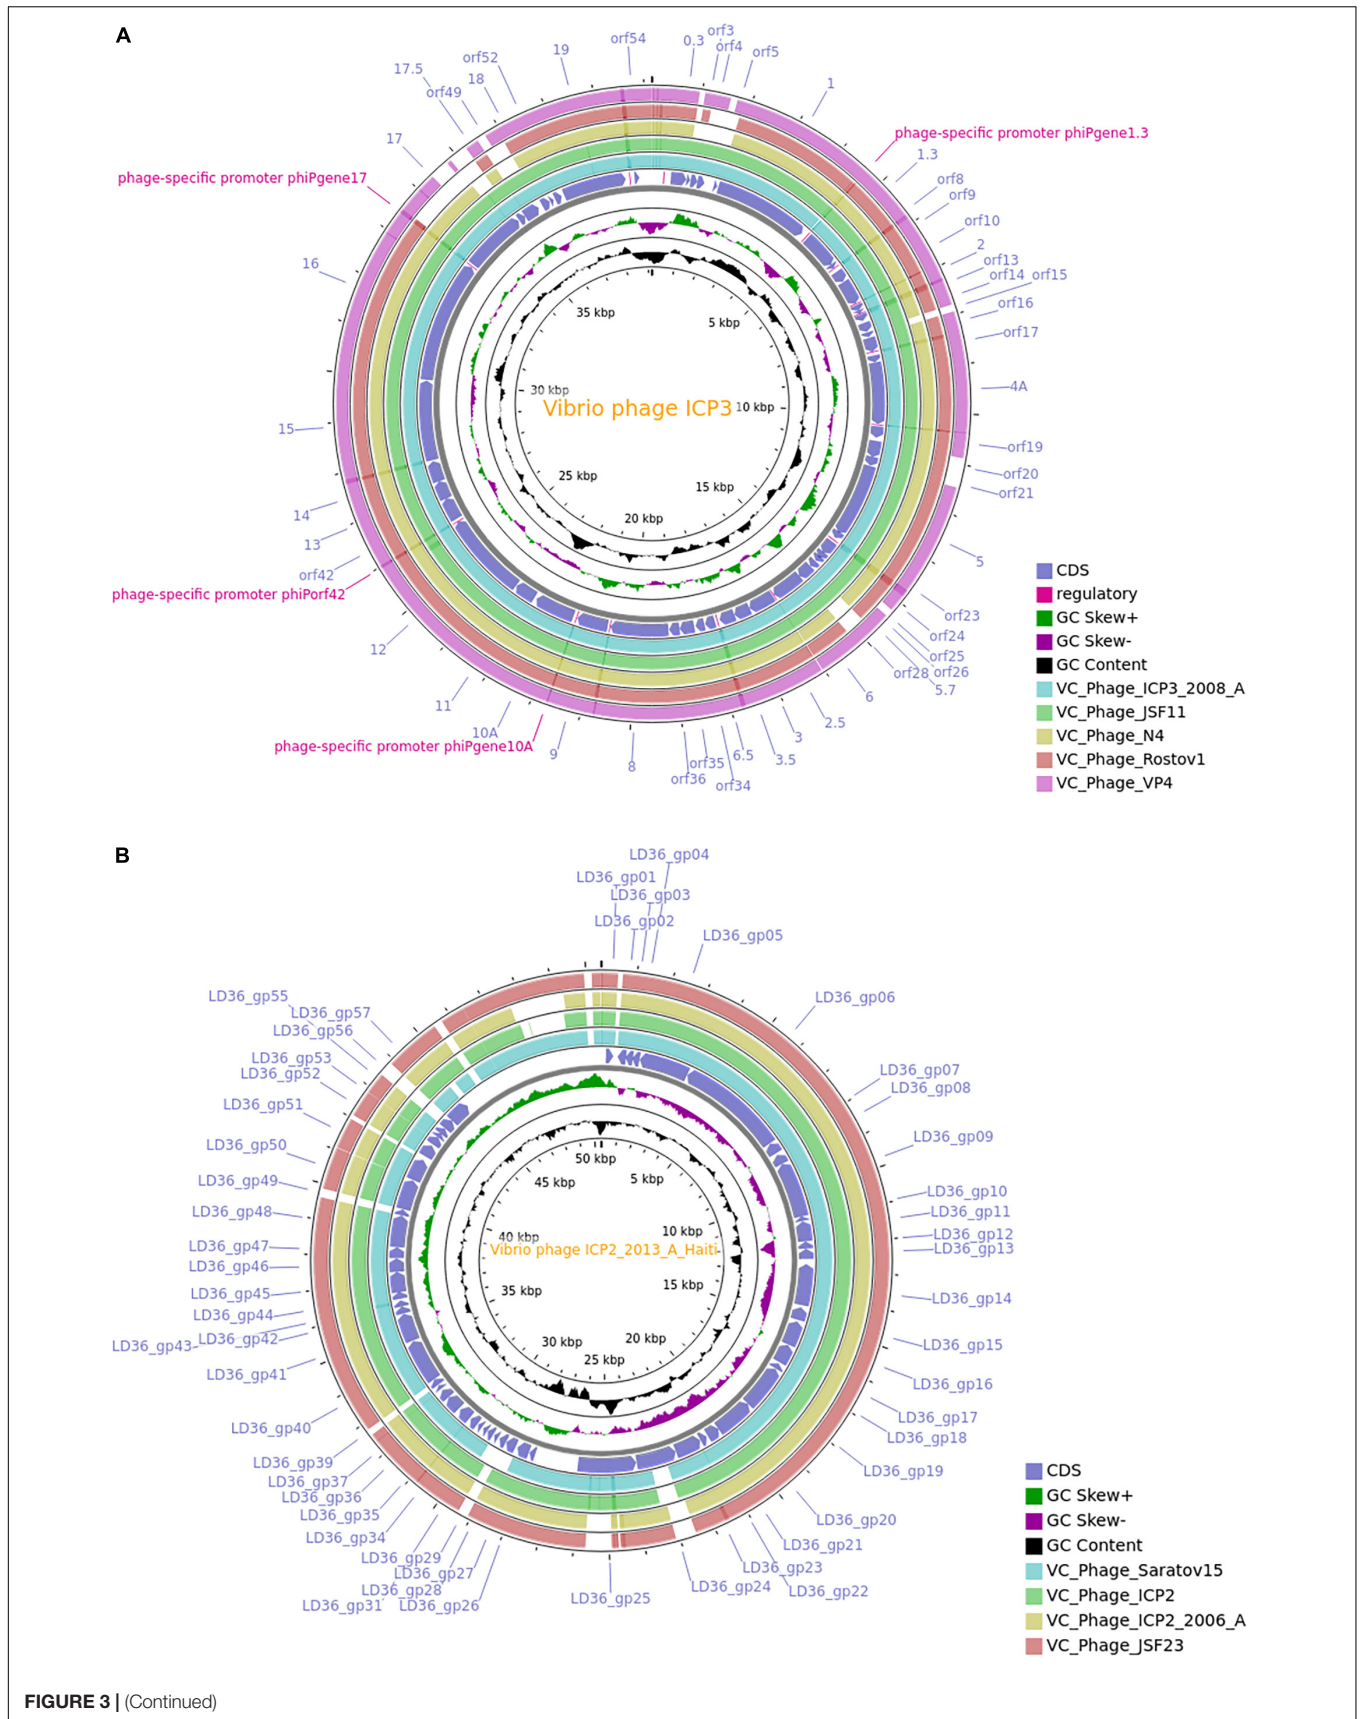 A
orf54
0.3
orf3
orf4
orf5
19
orf52
18
17.5
orf49
17
1
phage-specific promoter phiPgene1.3
1.3
orf8
orf9
orf10
2
orf13
orf14
orf15
orf16
orf17
4A
orf19
orf20
orf21
5
orf23
orf24
orf25
orf26
5.7
orf28
6
2.5
3
3.5
6.5
orf34
orf35
orf36
8
9
phage-specific promoter phiPgene10A
10A
11
12
phage-specific promoter phiPorf42
orf42
13
14
15
16
phage-specific promoter phiPgene17
35 kbp
5 kbp
30 kbp
10 kbp
Vibrio phage ICP3
25 kbp
15 kbp
20 kbp
CDS
regulatory
GC Skew+
GC Skew-
GC Content
VC_Phage_ICP3_2008_A
VC_Phage_JSF11
VC_Phage_N4
VC_Phage_Rostov1
VC_Phage_VP4
B
LD36_gp04
LD36_gp01
LD36_gp03
LD36_gp02
LD36_gp05
LD36_gp06
LD36_gp07
LD36_gp08
LD36_gp09
LD36_gp10
LD36_gp11
LD36_gp12
LD36_gp13
LD36_gp14
LD36_gp15
LD36_gp16
LD36_gp17
LD36_gp18
LD36_gp19
LD36_gp20
LD36_gp21
LD36_gp23
LD36_gp22
LD36_gp24
LD36_gp25
LD36_gp26
LD36_gp31
LD36_gp28
LD36_gp27
LD36_gp29
LD36_gp34
LD36_gp35
LD36_gp36
LD36_gp37
LD36_gp39
LD36_gp40
LD36_gp41
LD36_gp43
LD36_gp42
LD36_gp44
LD36_gp45
LD36_gp46
LD36_gp47
LD36_gp48
LD36_gp49
LD36_gp50
LD36_gp51
LD36_gp52
LD36_gp53
LD36_gp56
LD36_gp57
LD36_gp55
50 kbp
45 kbp
5 kbp
40 kbp
10 kbp
Vibrio phage ICP2_2013_A_Haiti
35 kbp
15 kbp
30 kbp
20 kbp
25 kbp
CDS
GC Skew+
GC Skew-
GC Content
VC_Phage_Saratov15
VC_Phage_ICP2
VC_Phage_ICP2_2006_A
VC_Phage_JSF23
FIGURE 3 | (Continued)